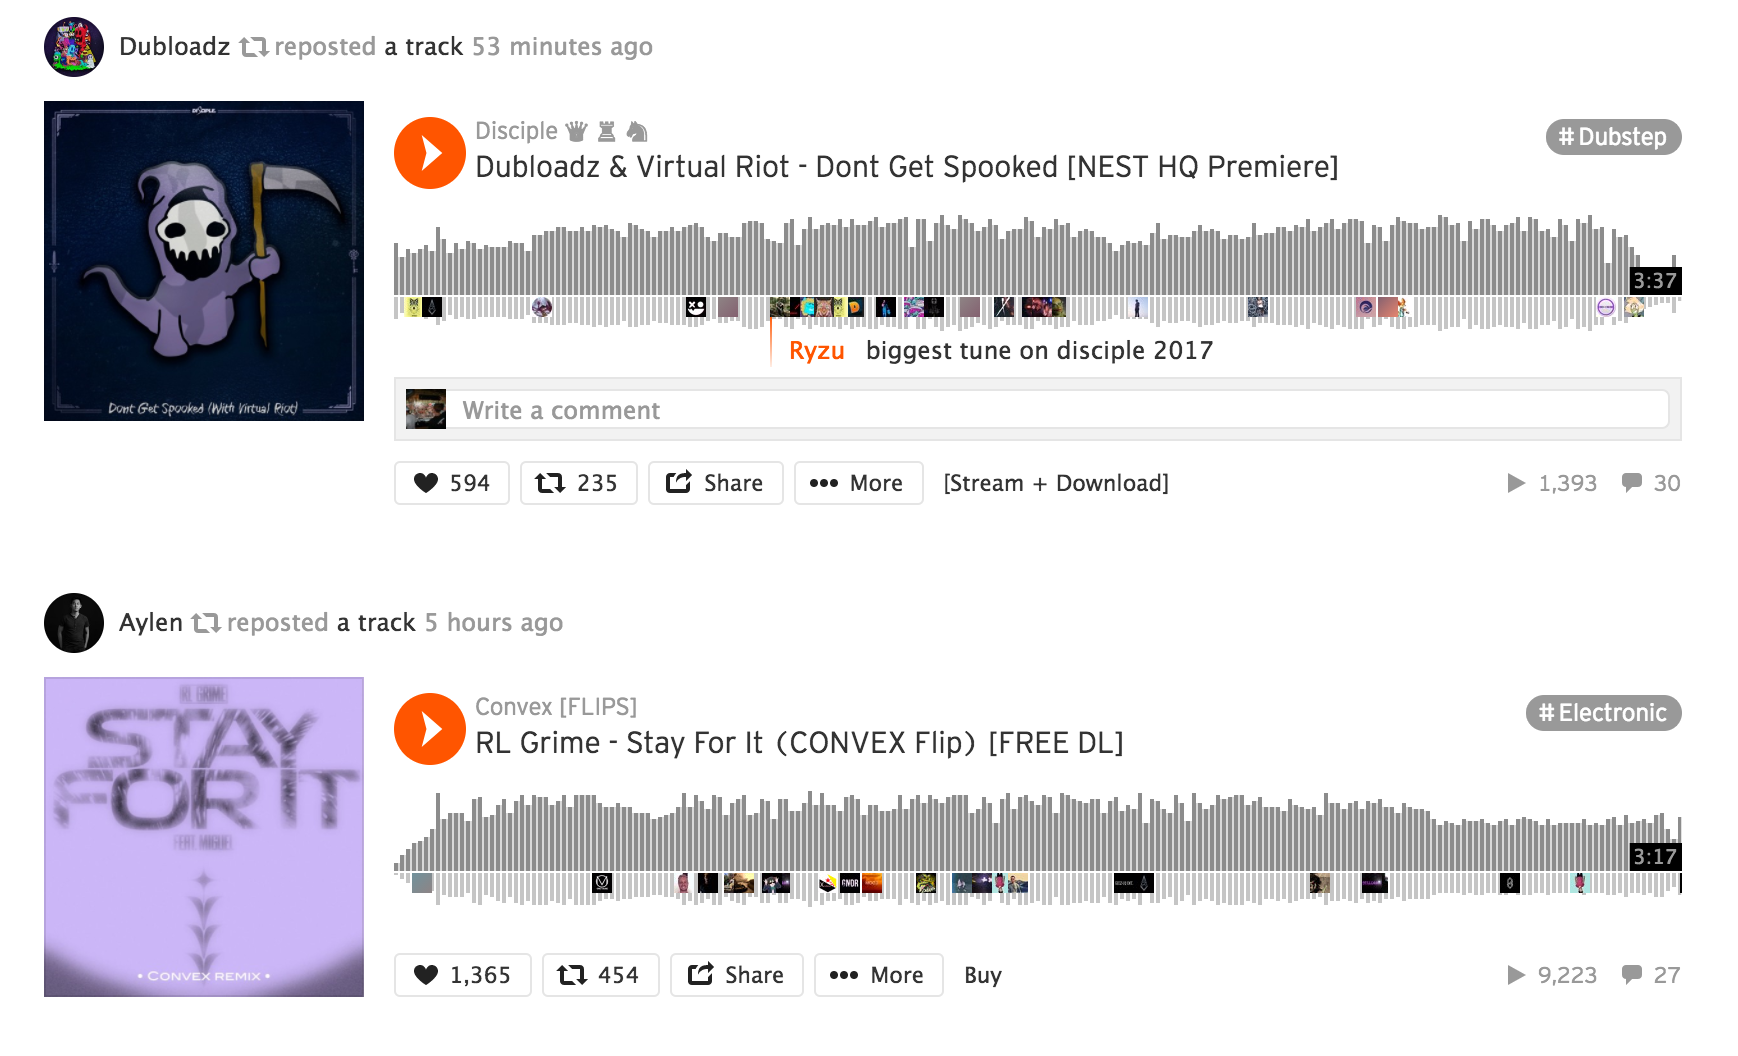 Dubloadz reposted a track 53 minutes ago
DISCIPLE
Dont Get Spooked (With Virtual Riot)
Disciple
# Dubstep
Dubloadz & Virtual Riot - Dont Get Spooked [NEST HQ Premiere]
3:37
Ryzu biggest tune on disciple 2017
Write a comment
594 235 Share More [Stream + Download] 1,393 30
Aylen reposted a track 5 hours ago
RL GRIME
STAY
FOR IT
FEAT. MIGUEL
• CONVEX REMIX •
Convex [FLIPS]
# Electronic
RL Grime - Stay For It (CONVEX Flip) [FREE DL]
3:17
GNDR
1,365 454 Share More Buy 9,223 27